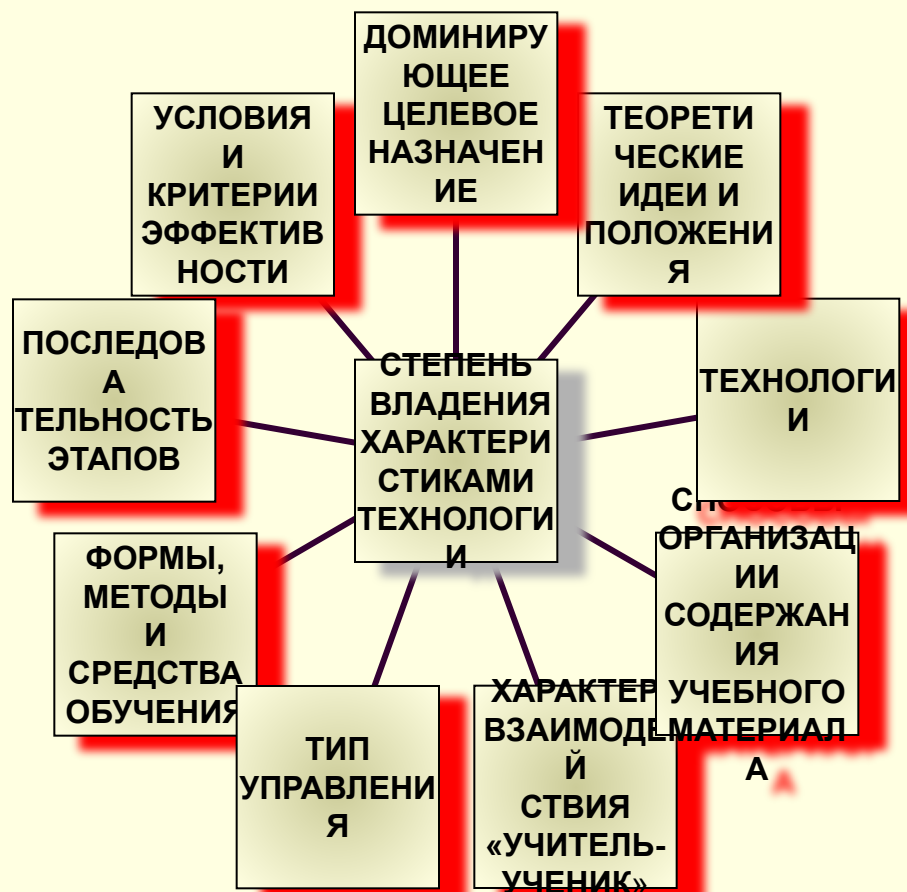 ДОМИНИРУ
ЮЩЕЕ
ЦЕЛЕВОЕ
НАЗНАЧЕН
ИЕ
ТЕОРЕТИ
ЧЕСКИЕ
ИДЕИ И
ПОЛОЖЕНИ
Я
ТЕХНОЛОГИ
И
СПОСОБЫ
ОРГАНИЗАЦ
ИИ
СОДЕРЖАН
ИЯ
УЧЕБНОГО
МАТЕРИАЛ
А
ХАРАКТЕР
ВЗАИМОДЕ
Й
СТВИЯ
«УЧИТЕЛЬ-
УЧЕНИК»
ТИП
УПРАВЛЕНИ
Я
ФОРМЫ,
МЕТОДЫ
И
СРЕДСТВА
ОБУЧЕНИЯ
ПОСЛЕДОВ
А
ТЕЛЬНОСТЬ
ЭТАПОВ
УСЛОВИЯ
И
КРИТЕРИИ
ЭФФЕКТИВ
НОСТИ
СТЕПЕНЬ
ВЛАДЕНИЯ
ХАРАКТЕРИ
СТИКАМИ
ТЕХНОЛОГИ
И